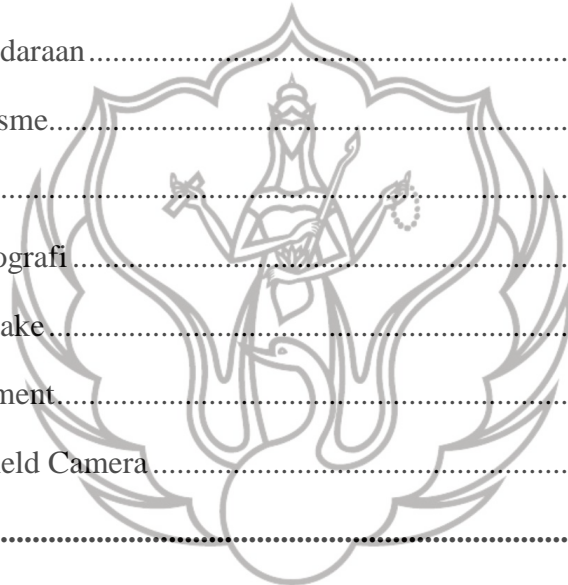 daraan..............................................................
sme..................................................................
........................................................................
ografi..............................................................
ake..................................................................
ment...............................................................
eld Camera....................................................
........................................................................